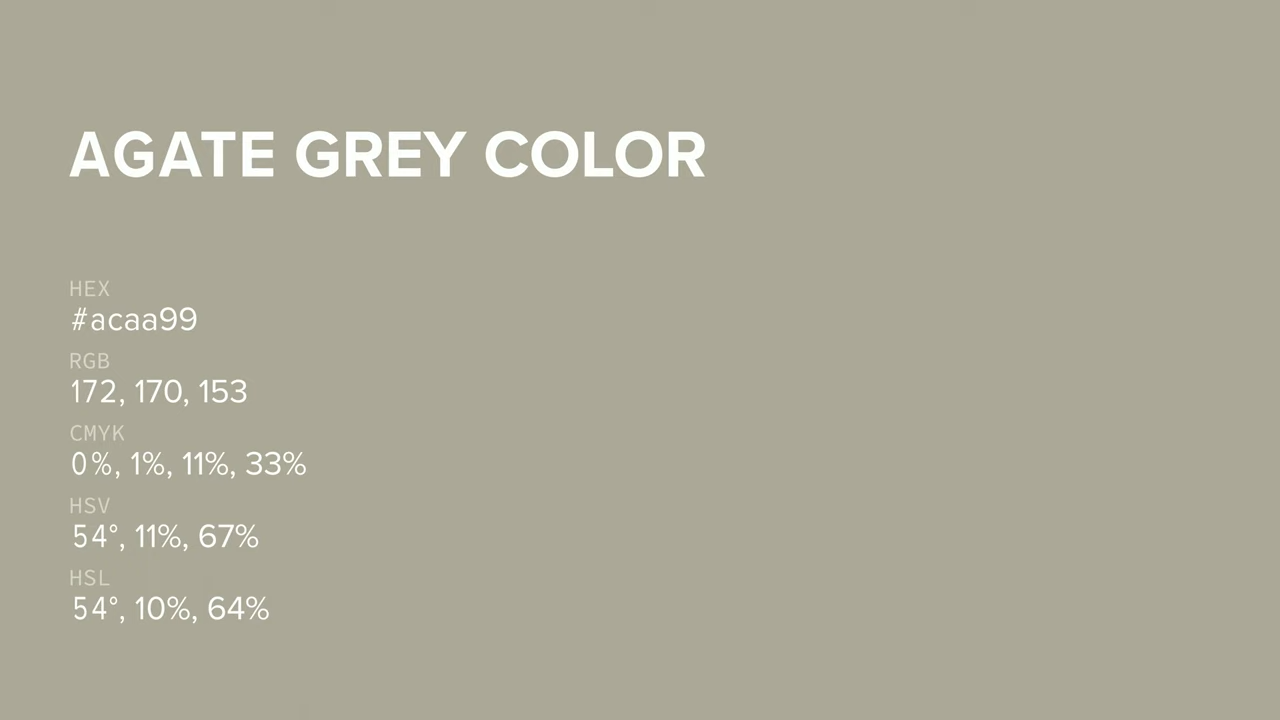 AGATE GREY COLOR
HEX
#acaa99
RGB
172, 170, 153
CMYK
0%, 1%, 11%, 33%
HSV
54°, 11%, 67%
HSL
54°, 10%, 64%